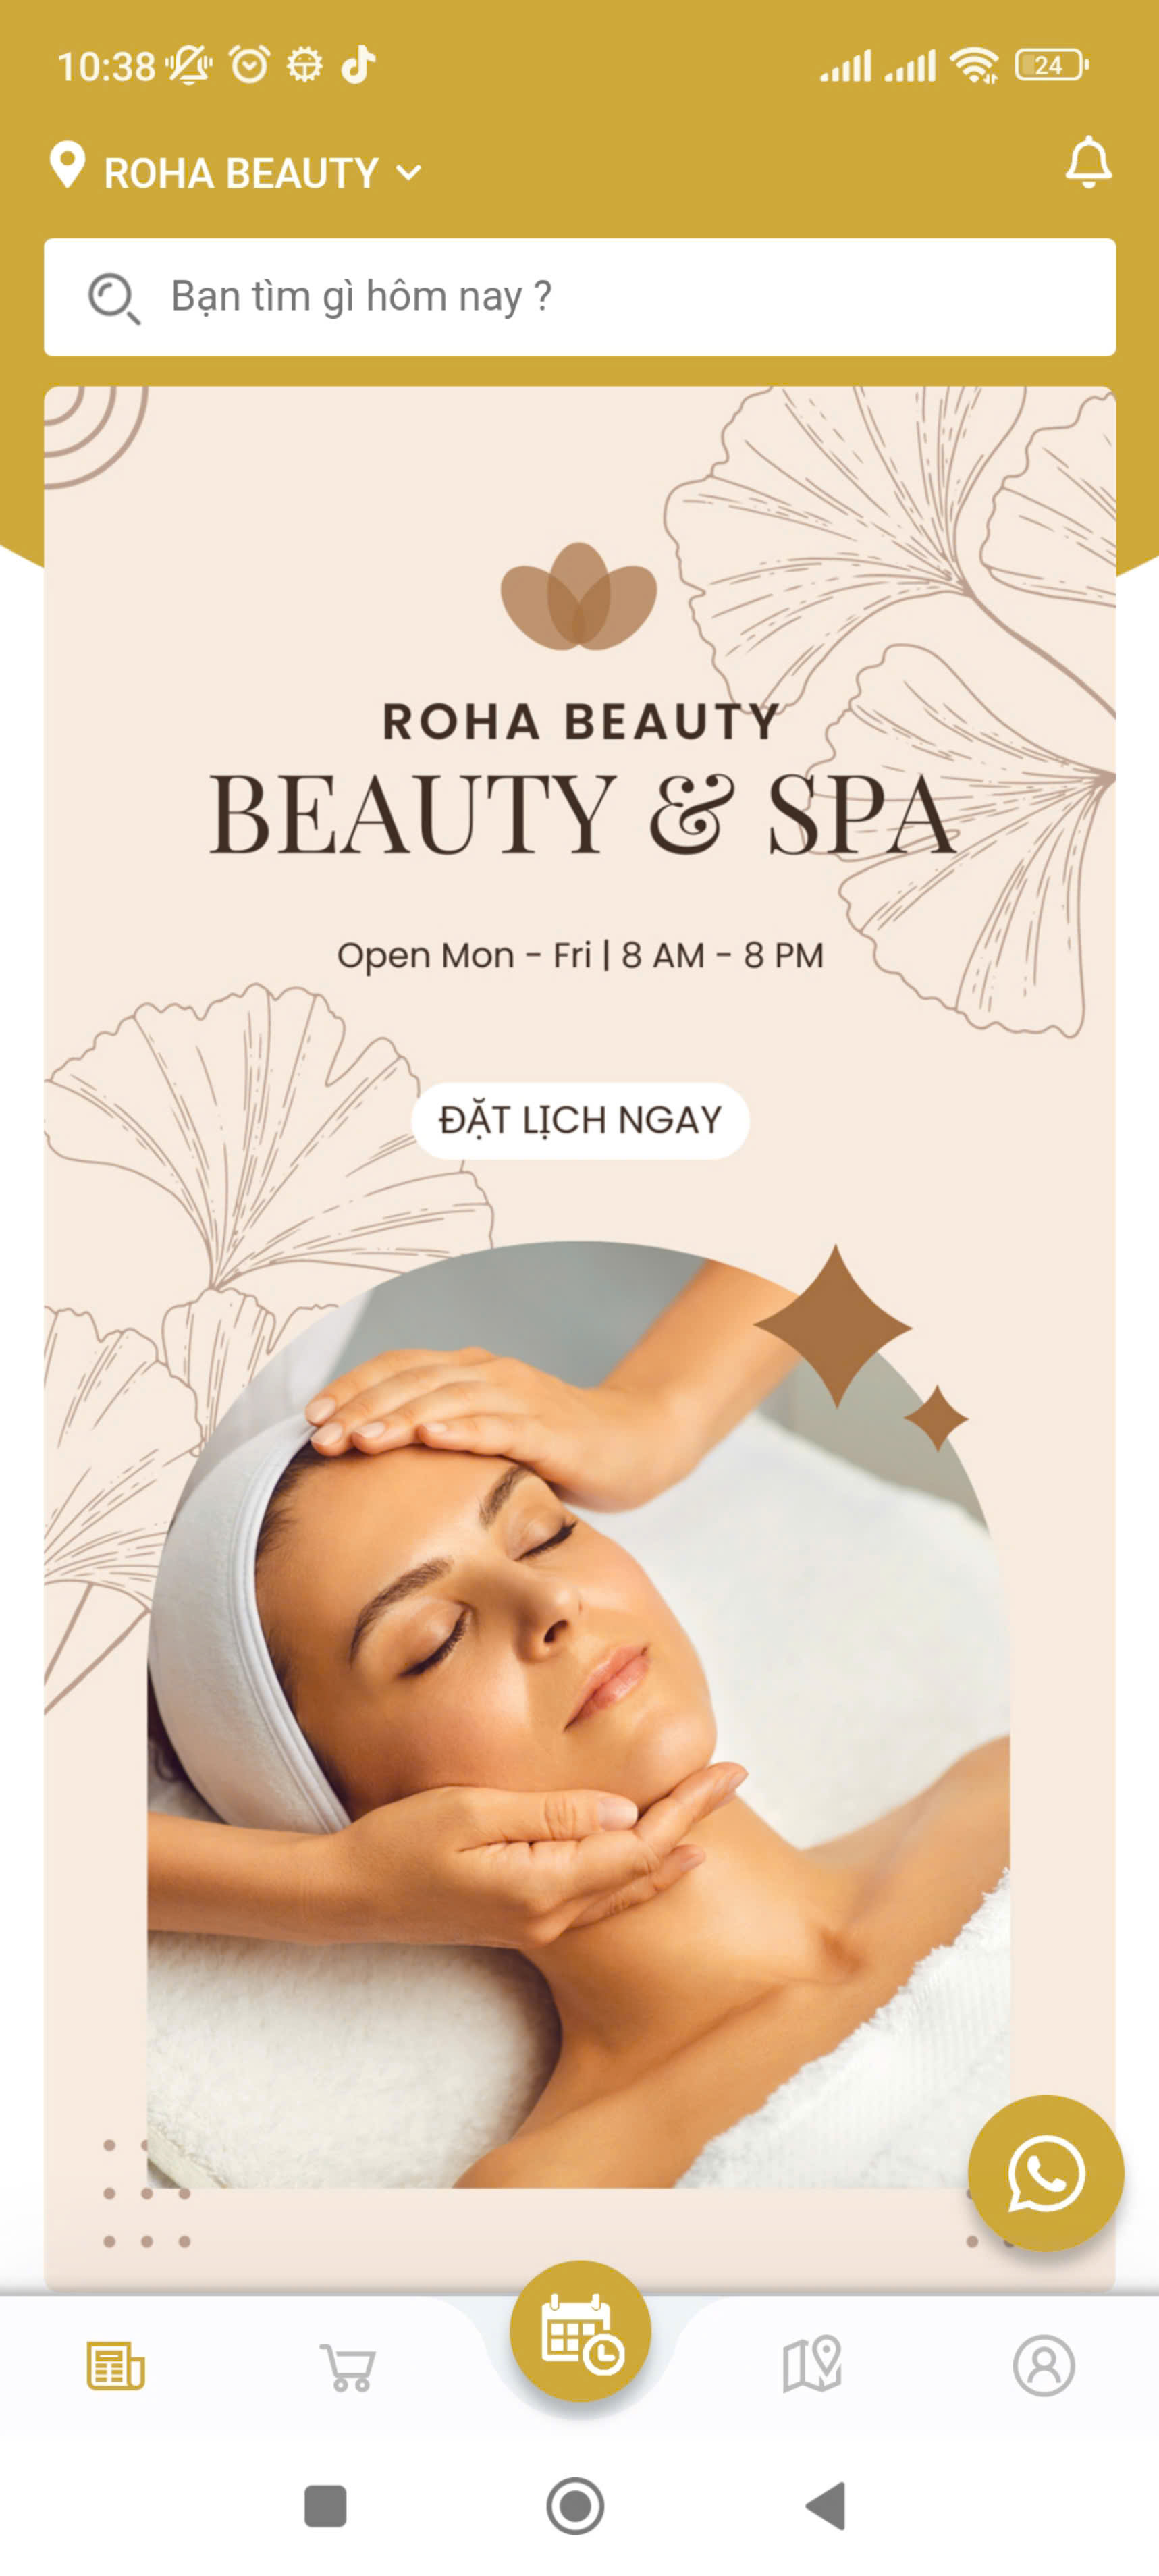 10:38
24
ROHA BEAUTY
Bạn tìm gì hôm nay ?
ROHA BEAUTY
BEAUTY & SPA
Open Mon - Fri | 8 AM - 8 PM
ĐẶT LỊCH NGAY